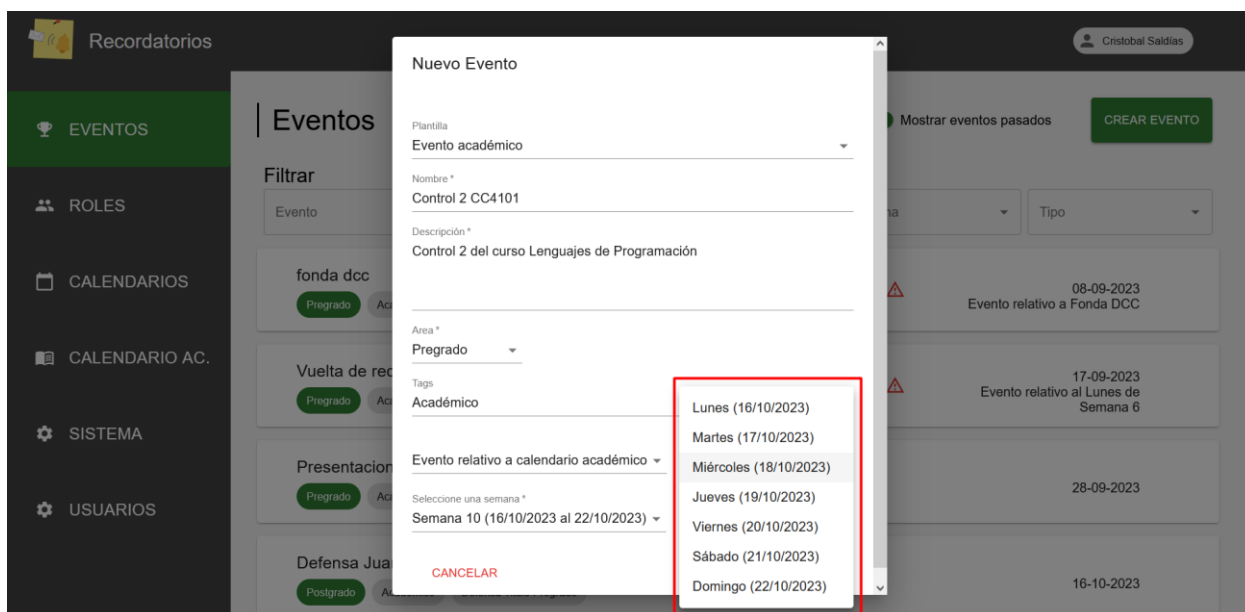 Recordatorios
Cristobal Saldías
EVENTOS
ROLES
CALENDARIOS
CALENDARIO AC.
SISTEMA
USUARIOS
Eventos
Mostrar eventos pasados
CREAR EVENTO
Filtrar
Evento
Tipo
fonda dcc
Pregrado
08-09-2023
Evento relativo a Fonda DCC
Vuelta de rec
Pregrado
17-09-2023
Evento relativo al Lunes de
Semana 6
Presentacion
Pregrado
28-09-2023
Defensa Jua
Postgrado
16-10-2023
Nuevo Evento
Plantilla
Evento académico
Nombre *
Control 2 CC4101
Descripción *
Control 2 del curso Lenguajes de Programación
Area *
Pregrado
Tags
Académico
Evento relativo a calendario académico
Seleccione una semana *
Semana 10 (16/10/2023 al 22/10/2023)
CANCELAR
Lunes (16/10/2023)
Martes (17/10/2023)
Miércoles (18/10/2023)
Jueves (19/10/2023)
Viernes (20/10/2023)
Sábado (21/10/2023)
Domingo (22/10/2023)